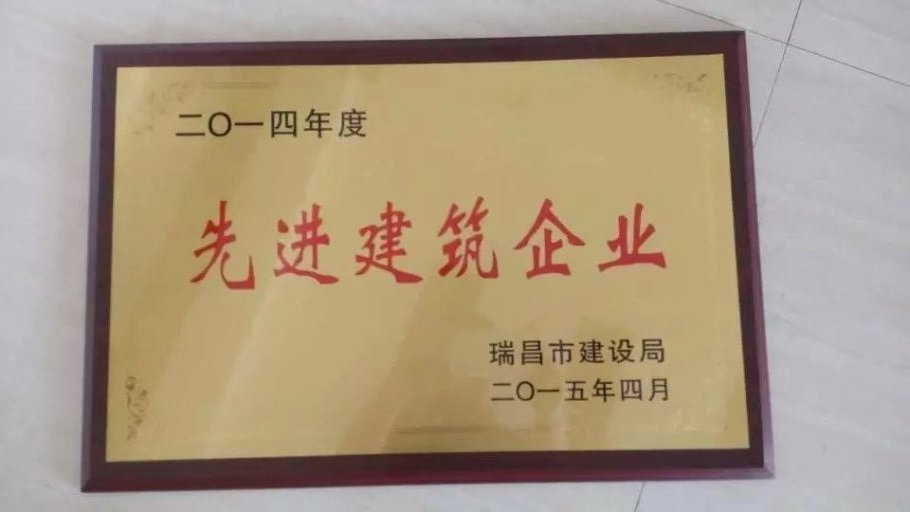 二〇一四年度
先进建筑企业
瑞昌市建设局
二〇一五年四月